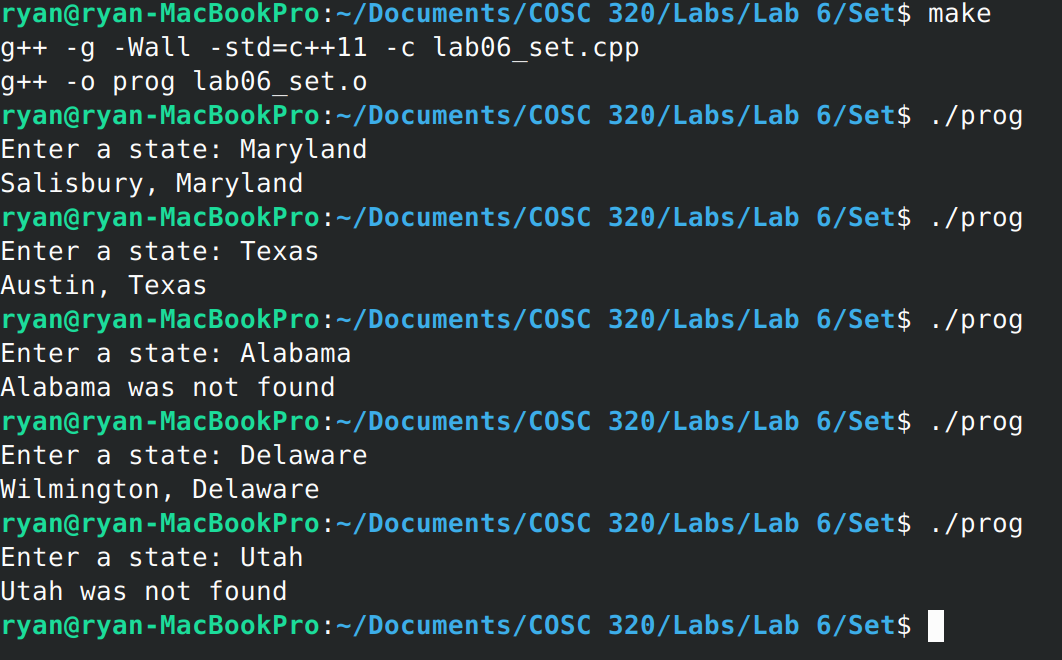 ryan@ryan-MacBookPro:~/Documents/COSC 320/Labs/Lab 6/Set$ make
g++ -g -Wall -std=c++11 -c lab06_set.cpp
g++ -o prog lab06_set.o
ryan@ryan-MacBookPro:~/Documents/COSC 320/Labs/Lab 6/Set$ ./prog
Enter a state: Maryland
Salisbury, Maryland
ryan@ryan-MacBookPro:~/Documents/COSC 320/Labs/Lab 6/Set$ ./prog
Enter a state: Texas
Austin, Texas
ryan@ryan-MacBookPro:~/Documents/COSC 320/Labs/Lab 6/Set$ ./prog
Enter a state: Alabama
Alabama was not found
ryan@ryan-MacBookPro:~/Documents/COSC 320/Labs/Lab 6/Set$ ./prog
Enter a state: Delaware
Wilmington, Delaware
ryan@ryan-MacBookPro:~/Documents/COSC 320/Labs/Lab 6/Set$ ./prog
Enter a state: Utah
Utah was not found
ryan@ryan-MacBookPro:~/Documents/COSC 320/Labs/Lab 6/Set$